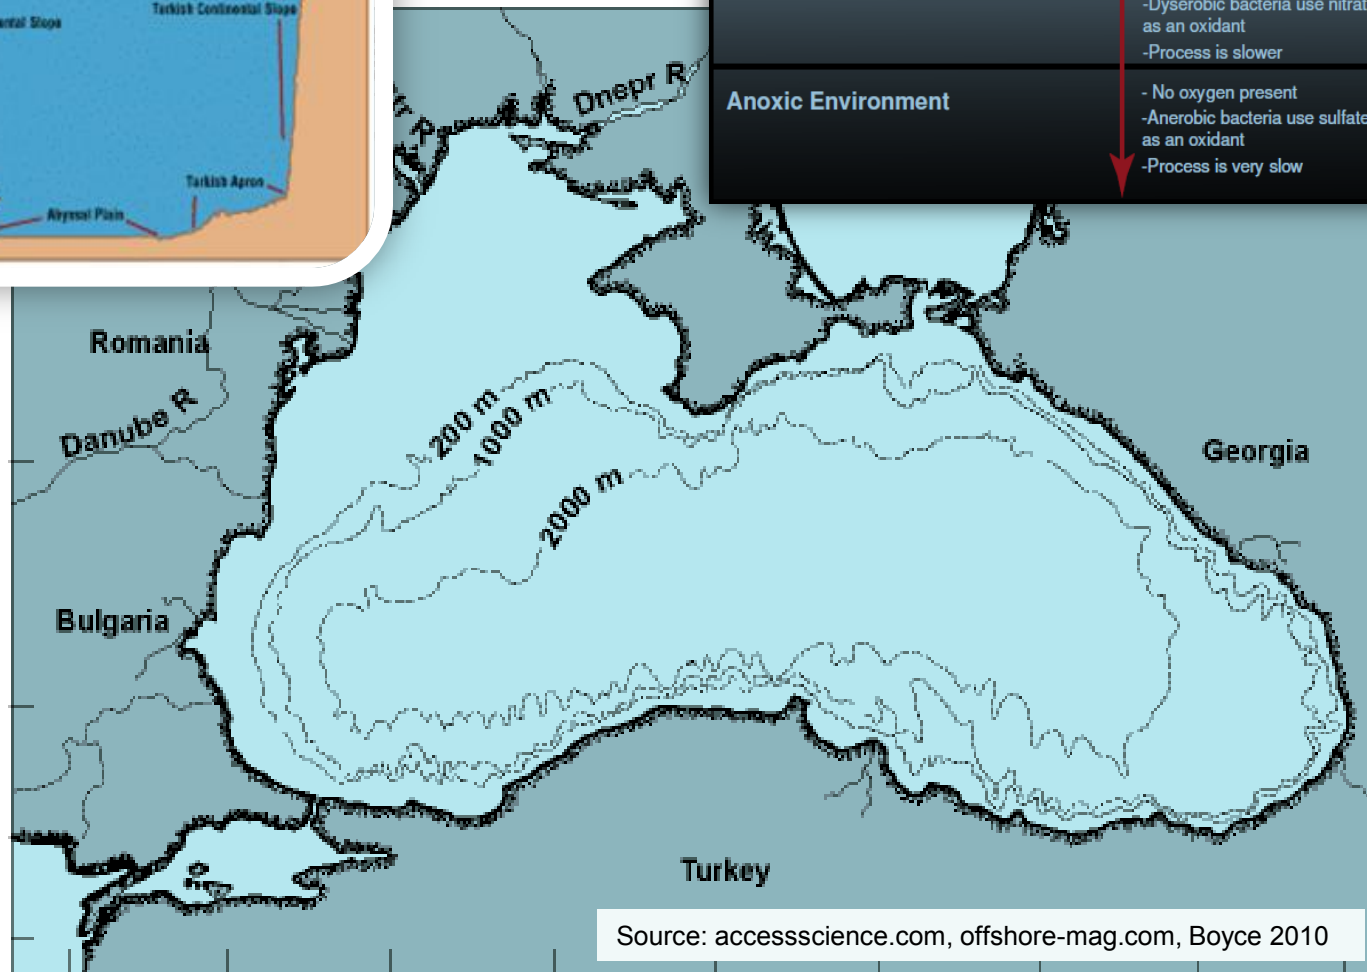 Turkish Continental Slope
Slope
Turkish Apron
Abyssal Plain
-Dyserobic bacteria use nitrat
as an oxidant
-Process is slower
Anoxic Environment
- No oxygen present
-Anerobic bacteria use sulfate
as an oxidant
-Process is very slow
Dnepr R
R
Romania
Danube R
200 m
1000 m
2000 m
Georgia
Bulgaria
Turkey
Source: accessscience.com, offshore-mag.com, Boyce 2010